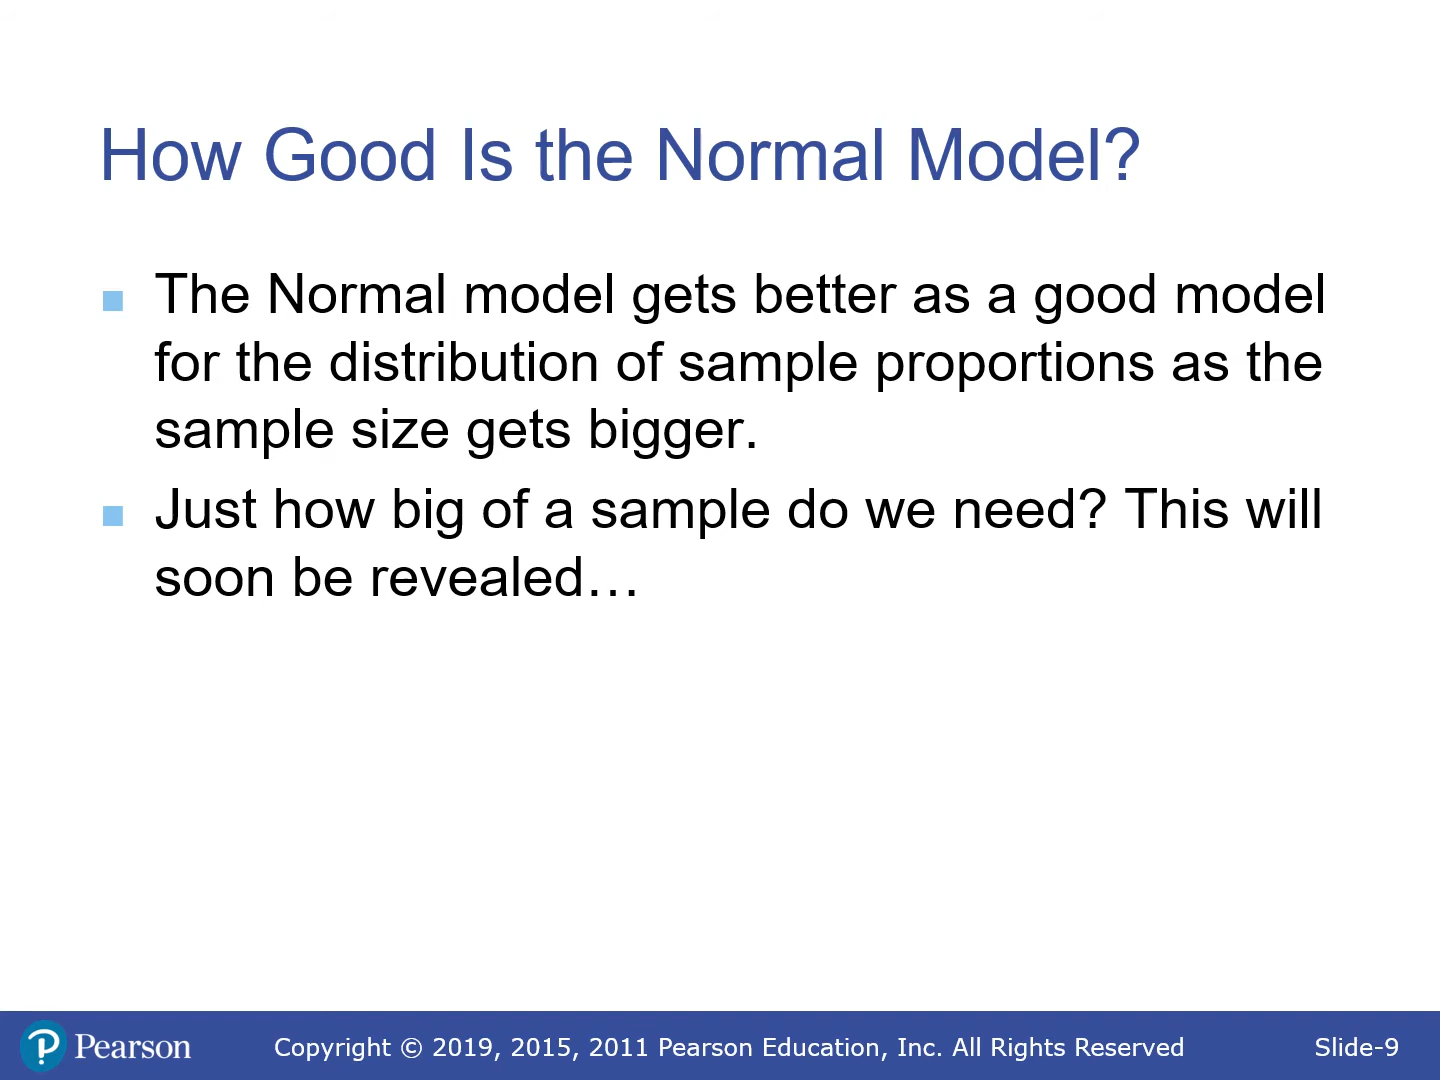 How Good Is the Normal Model?
The Normal model gets better as a good model
for the distribution of sample proportions as the
sample size gets bigger.
Just how big of a sample do we need? This will
soon be revealed…
Pearson
Copyright © 2019, 2015, 2011 Pearson Education, Inc. All Rights Reserved
Slide-9